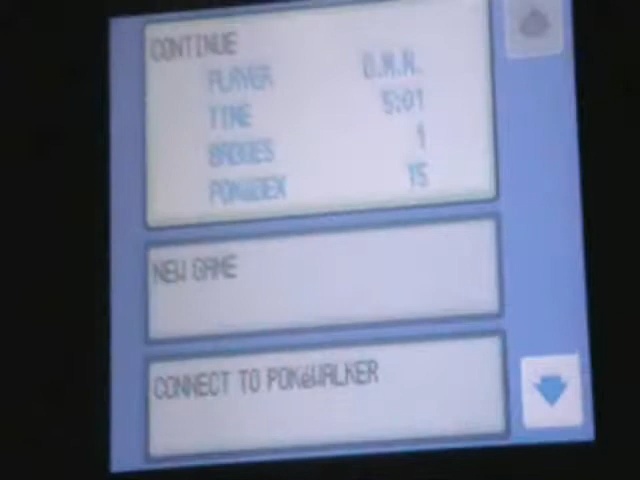 CONTINUE
PLAYER
TIME 5:01
BADGES 1
POKéDEX 15
NEW GAME
CONNECT TO POKéWALKER